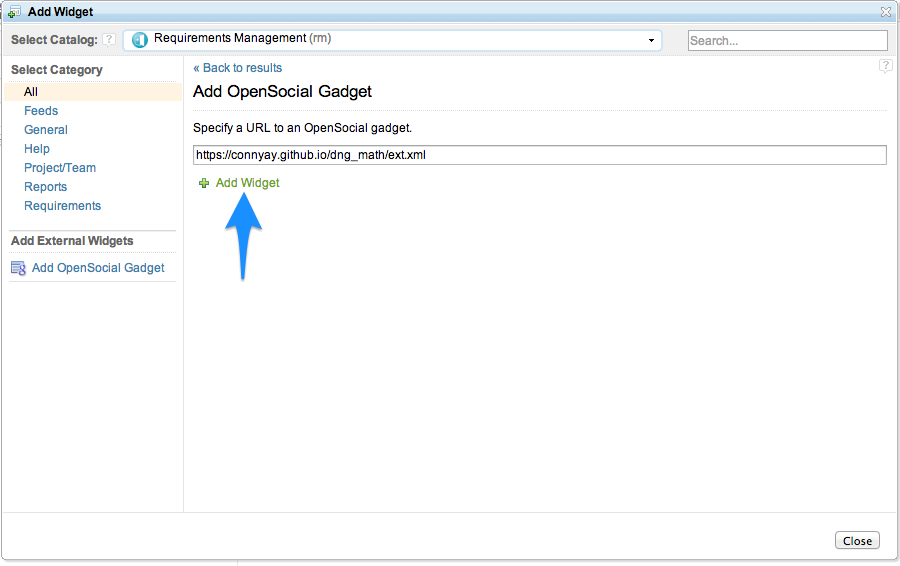 Add Widget
Select Catalog: ? Requirements Management (rm)
Search...
Select Category
All
Feeds
General
Help
Project/Team
Reports
Requirements
Add External Widgets
Add OpenSocial Gadget
« Back to results
?
Add OpenSocial Gadget
Specify a URL to an OpenSocial gadget.
https://connyay.github.io/dng_math/ext.xml
Add Widget
Close